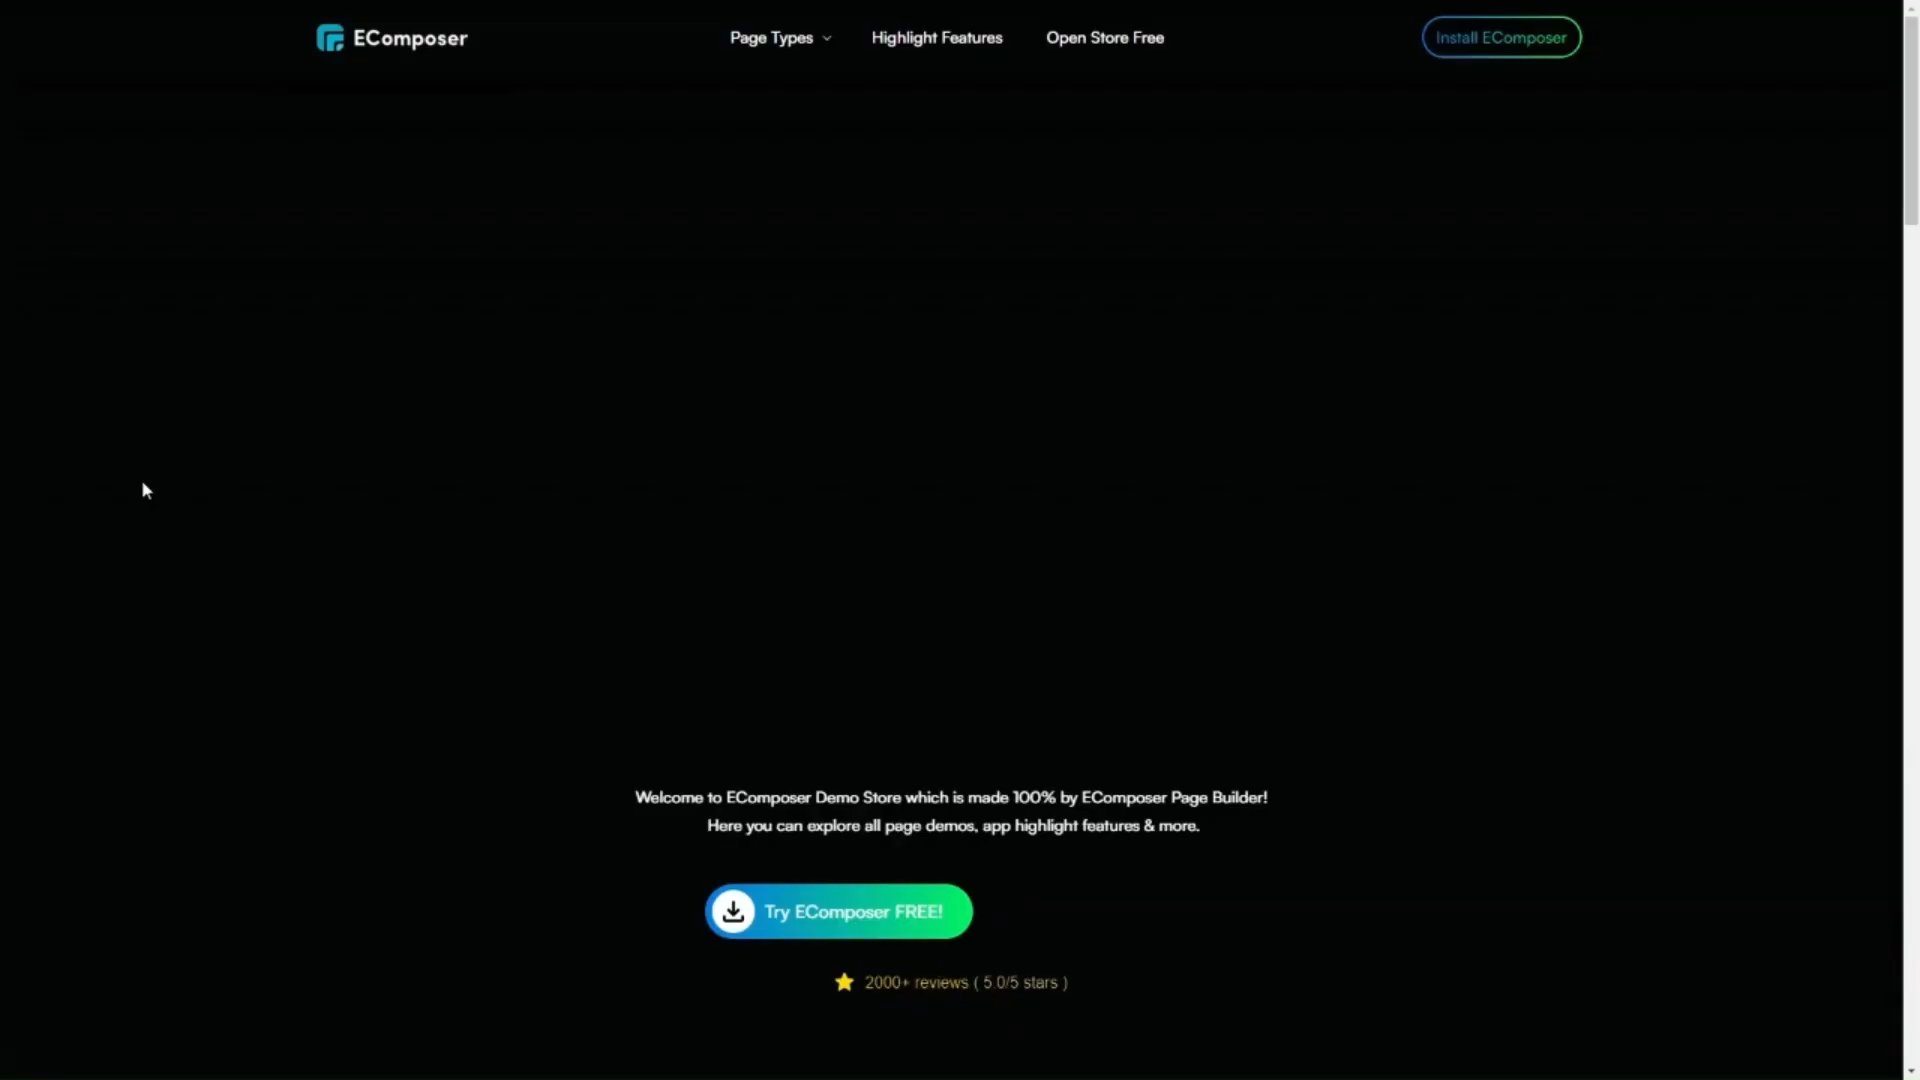 EComposer
Page Types
Highlight Features
Open Store Free
Install EComposer
Welcome to EComposer Demo Store which is made 100% by EComposer Page Builder!
Here you can explore all page demos, app highlight features & more.
Try EComposer FREE!
2000+ reviews ( 5.0/5 stars )